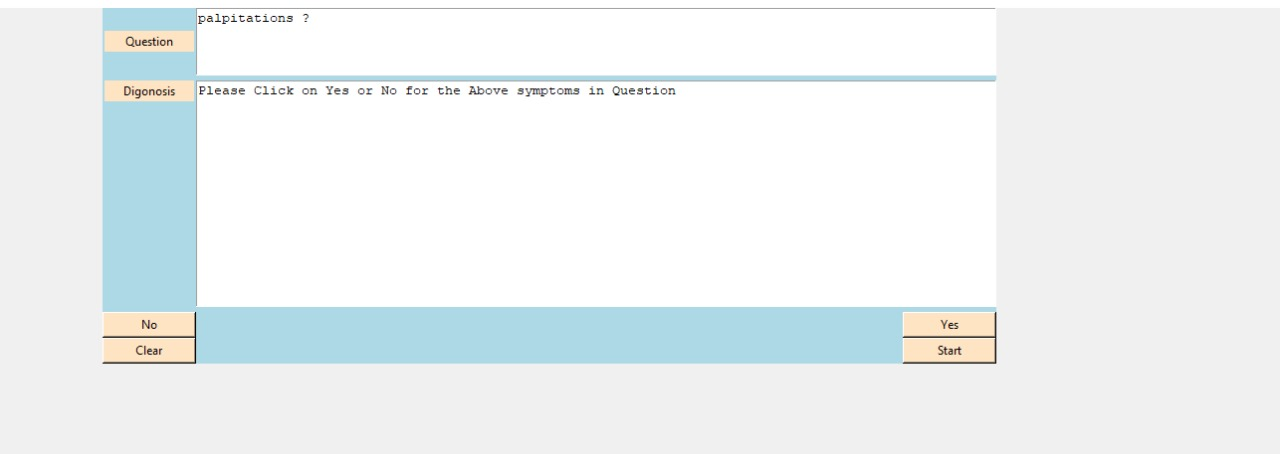 palpitations ?
Question
Digonosis
Please Click on Yes or No for the Above symptoms in Question
No
Yes
Clear
Start